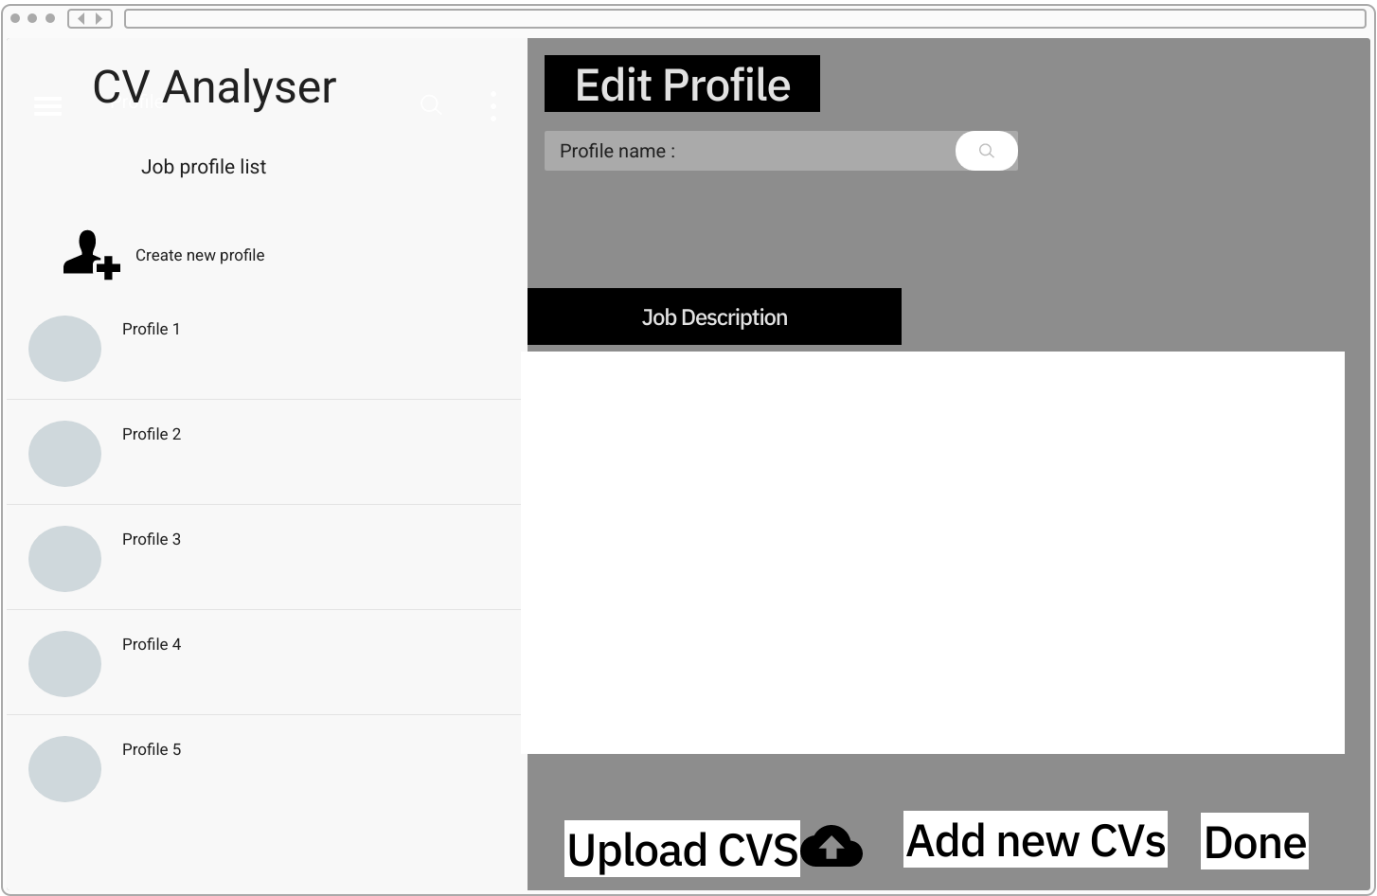 CV Analyser
Job profile list
Create new profile
Profile 1
Profile 2
Profile 3
Profile 4
Profile 5
Edit Profile
Profile name :
Job Description
Upload CVS
Add new CVs
Done